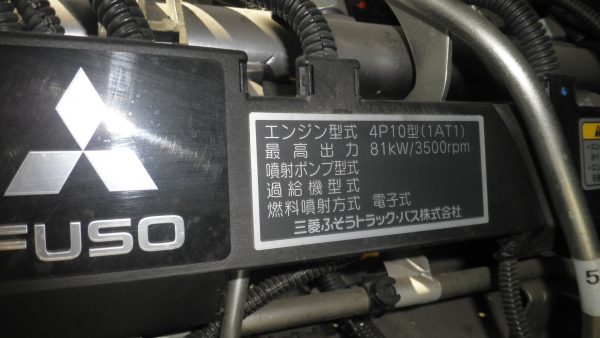 FUSO
エンジン型式 4P10型(1AT1)
最高出力 81kW/3500rpm
噴射ポンプ型式
過給機型式
燃料噴射方式 電子式
三菱ふそうトラック・バス株式会社
5